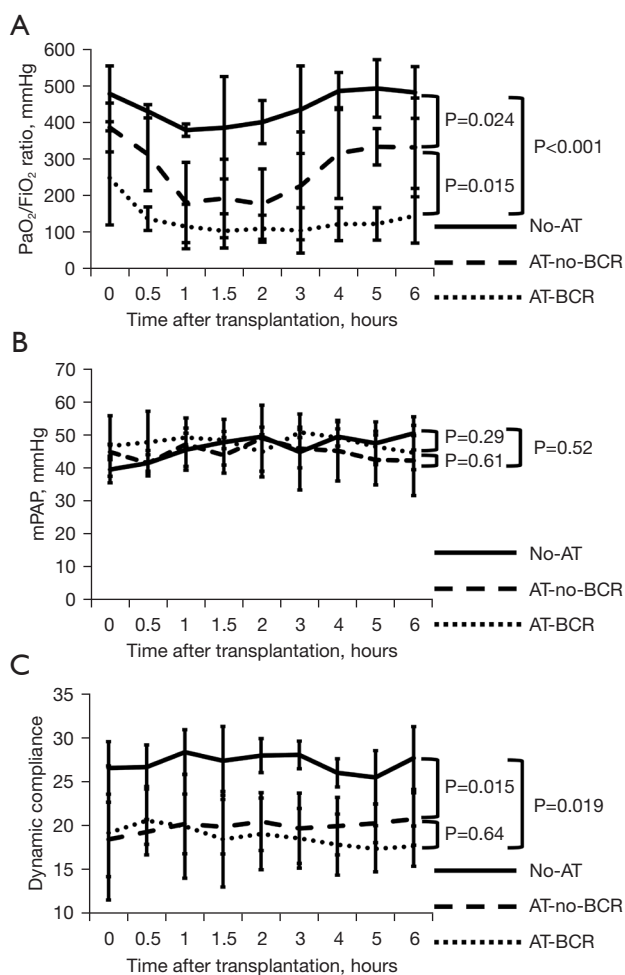 A
600
500
400
300
200
100
0
PaO₂/FiO₂ ratio, mmHg
P=0.024
P=0.015
P<0.001
No-AT
AT-no-BCR
AT-BCR
0 0.5 1 1.5 2 3 4 5 6
Time after transplantation, hours
B
70
60
50
40
30
20
10
0
mPAP, mmHg
P=0.29
P=0.61
P=0.52
No-AT
AT-no-BCR
AT-BCR
0 0.5 1 1.5 2 3 4 5 6
Time after transplantation, hours
C
35
30
25
20
15
10
Dynamic compliance
P=0.015
P=0.64
P=0.019
No-AT
AT-no-BCR
AT-BCR
0 0.5 1 1.5 2 3 4 5 6
Time after transplantation, hours